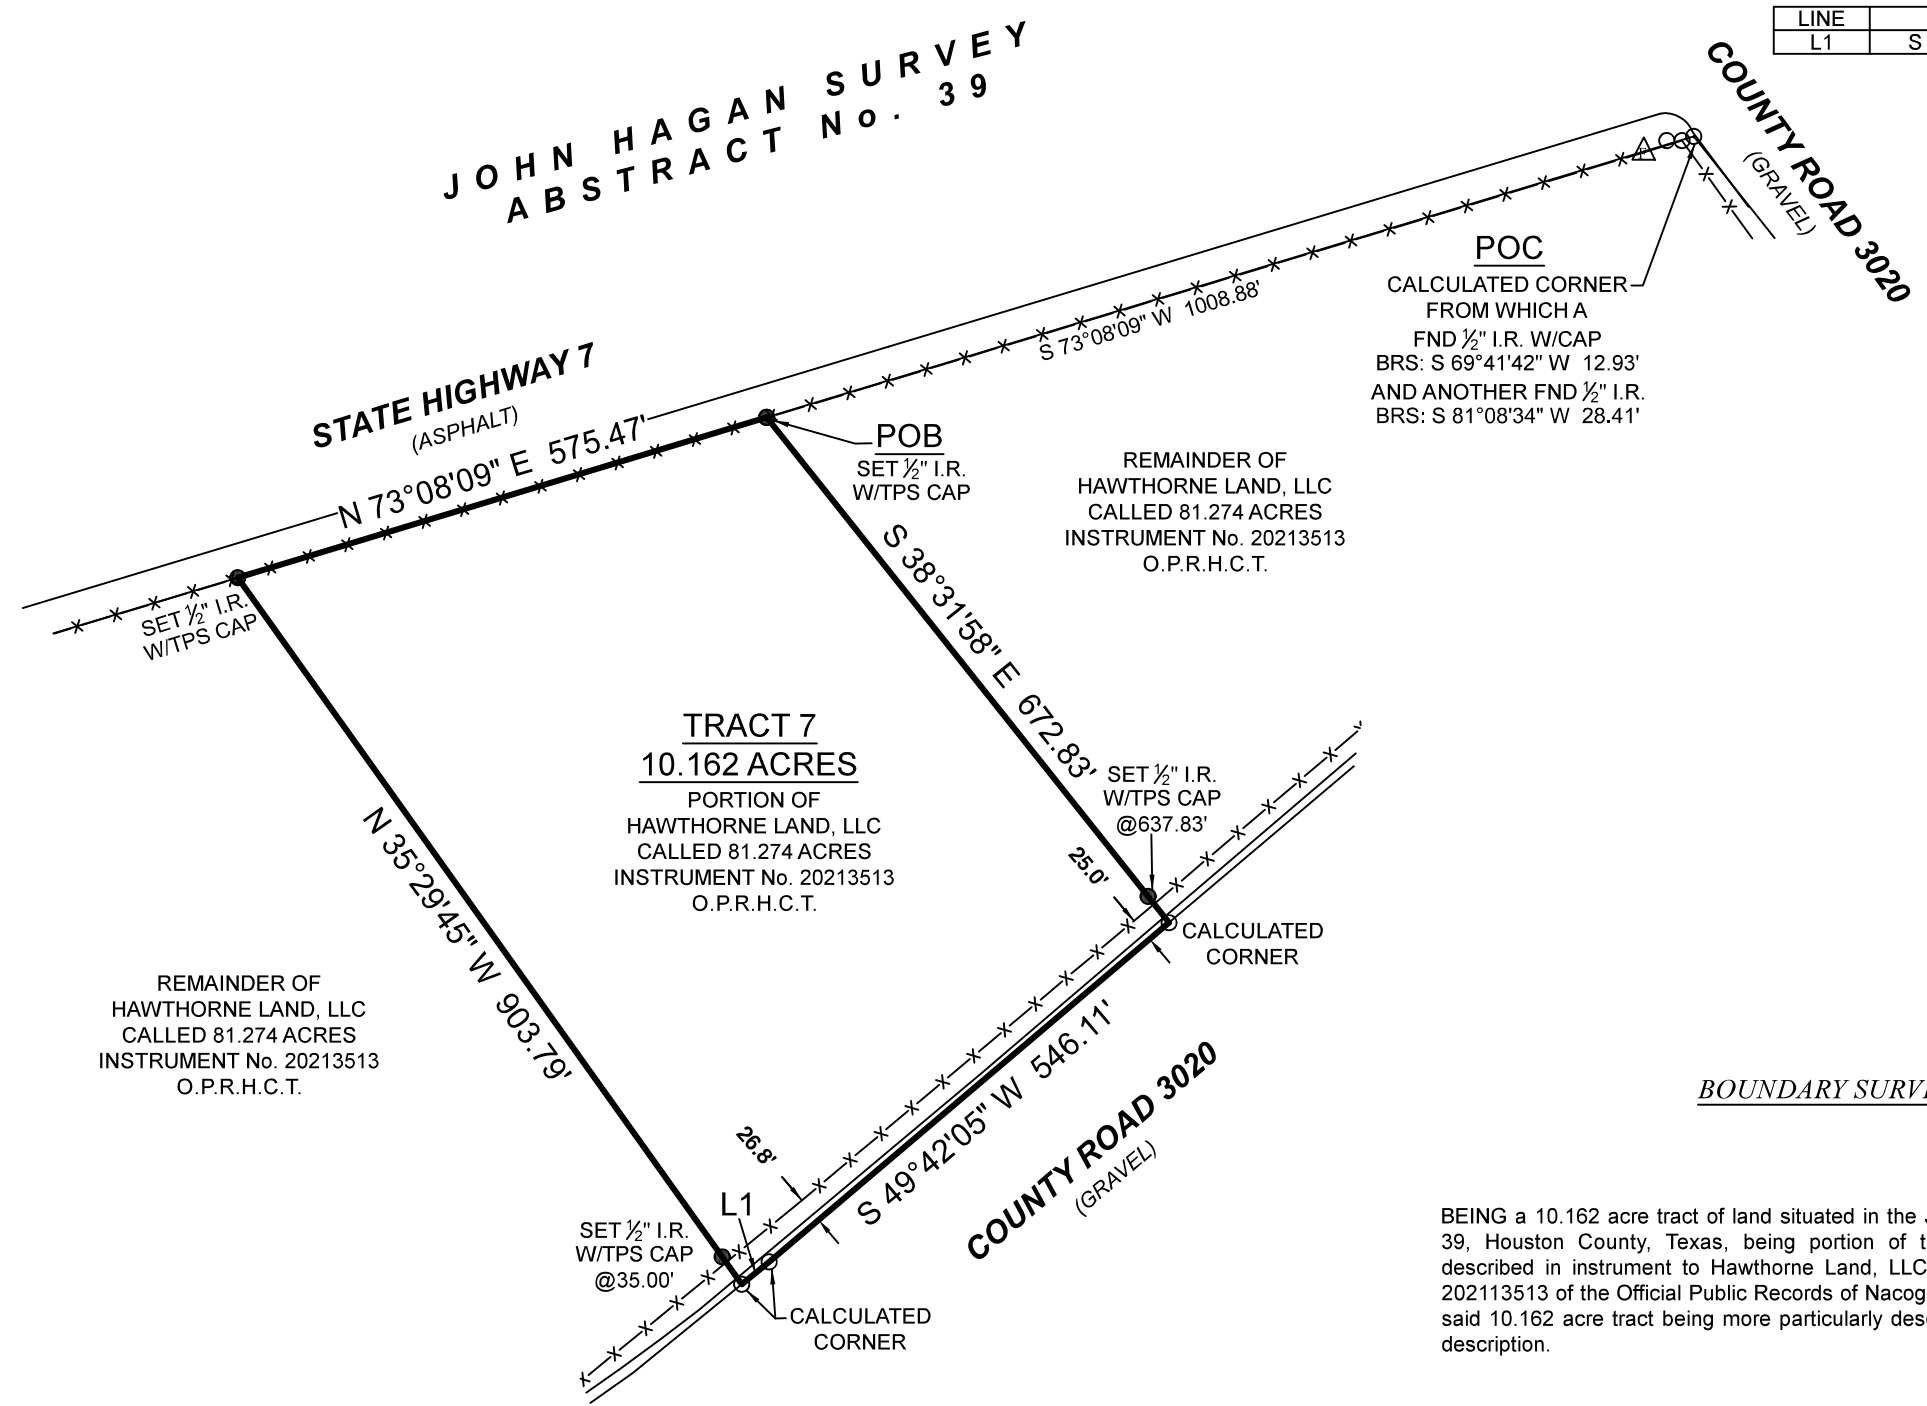 LINE
L1 S
JOHN HAGAN SURVEY
ABSTRACT No. 39
COUNTY ROAD 3020
(GRAVEL)
POC
CALCULATED CORNER
FROM WHICH A
FND ½" I.R. W/CAP
BRS: S 69°41'42" W 12.93'
AND ANOTHER FND ½" I.R.
BRS: S 81°08'34" W 28.41'
S 73°08'09" W 1008.88'
STATE HIGHWAY 7
(ASPHALT)
N 73°08'09" E 575.47'
POB
SET ½" I.R.
W/TPS CAP
REMAINDER OF
HAWTHORNE LAND, LLC
CALLED 81.274 ACRES
INSTRUMENT No. 20213513
O.P.R.H.C.T.
SET ½" I.R.
W/TPS CAP
S 38°31'58" E 672.83'
TRACT 7
10.162 ACRES
PORTION OF
HAWTHORNE LAND, LLC
CALLED 81.274 ACRES
INSTRUMENT No. 20213513
O.P.R.H.C.T.
SET ½" I.R.
W/TPS CAP
@637.83'
25.0'
CALCULATED
CORNER
N 35°29'45" W 903.79'
REMAINDER OF
HAWTHORNE LAND, LLC
CALLED 81.274 ACRES
INSTRUMENT No. 20213513
O.P.R.H.C.T.
S 49°42'05" W 546.11'
COUNTY ROAD 3020
(GRAVEL)
26.8'
L1
SET ½" I.R.
W/TPS CAP
@35.00'
CALCULATED
CORNER
BOUNDARY SURV
BEING a 10.162 acre tract of land situated in the
39, Houston County, Texas, being portion of
described in instrument to Hawthorne Land, LLC
202113513 of the Official Public Records of Nacog
said 10.162 acre tract being more particularly des
description.